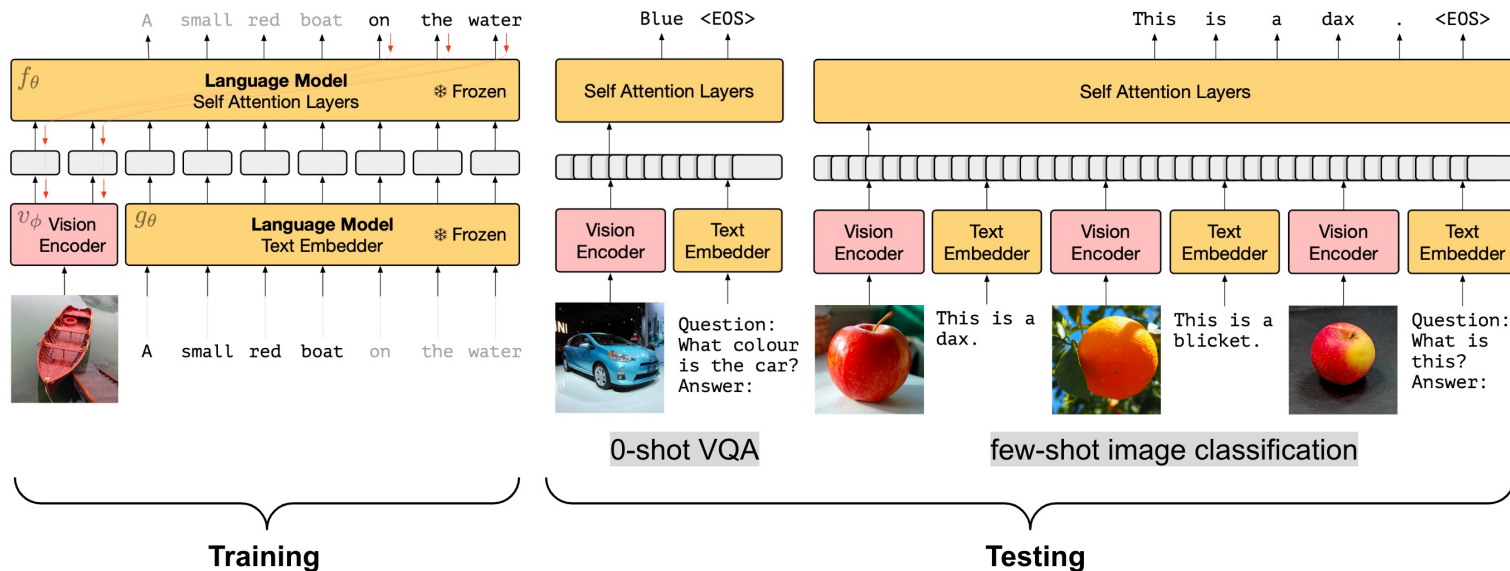 A small red boat on the water
f_θ
Language Model
Self Attention Layers
❄ Frozen
v_ϕ Vision
Encoder
g_θ
Language Model
Text Embedder
❄ Frozen
A small red boat on the water
Blue <EOS>
Self Attention Layers
Vision
Encoder
Text
Embedder
Question:
What colour
is the car?
Answer:
0-shot VQA
This is a dax . <EOS>
Self Attention Layers
Vision
Encoder
Text
Embedder
Vision
Encoder
Text
Embedder
Vision
Encoder
Text
Embedder
This is a
dax.
This is a
blicket.
Question:
What is
this?
Answer:
few-shot image classification
Training
Testing